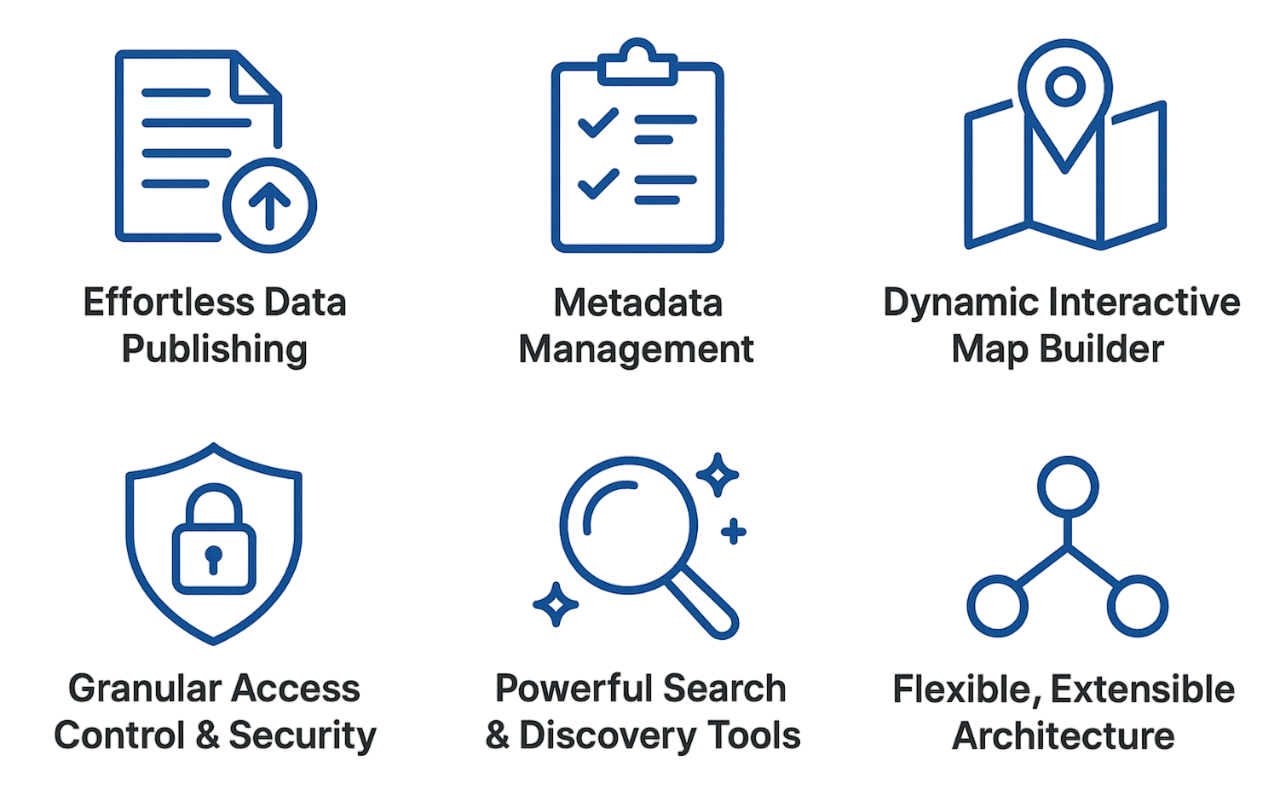 Effortless Data
Publishing
Metadata
Management
Dynamic Interactive
Map Builder
Granular Access
Control & Security
Powerful Search
& Discovery Tools
Flexible, Extensible
Architecture